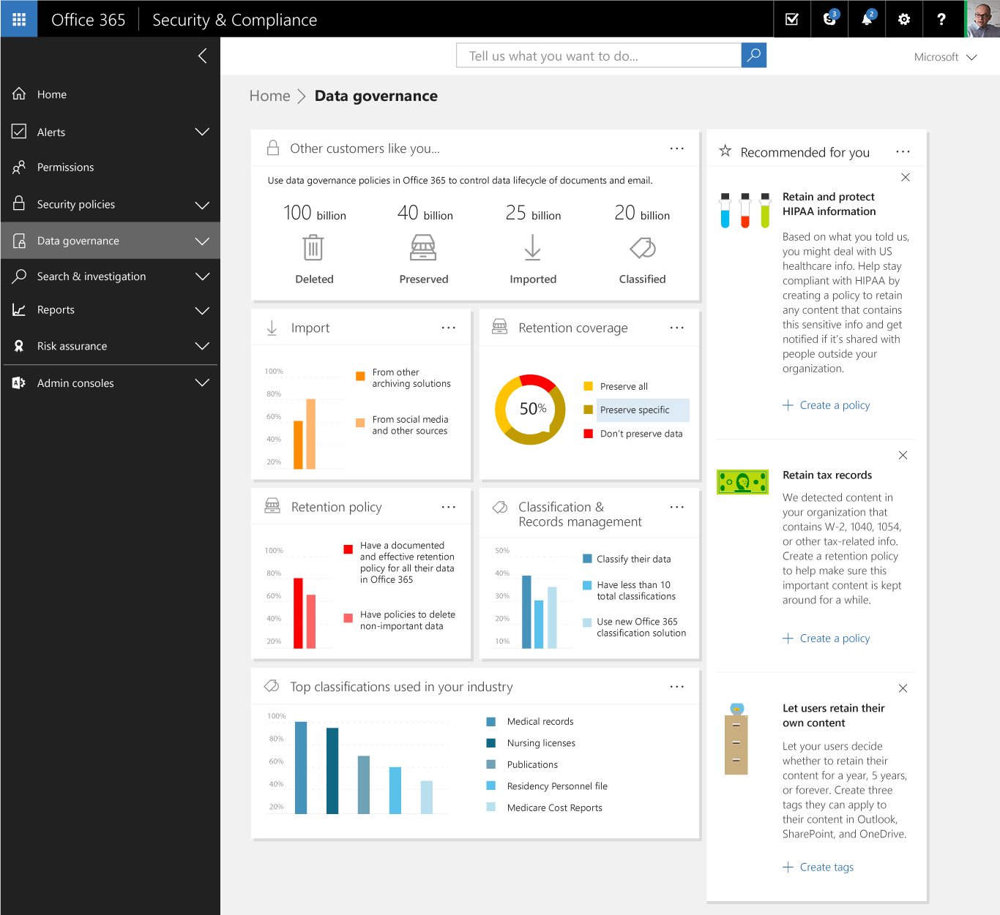 Office 365
Security & Compliance
3
2
?
Tell us what you want to do...
Microsoft
Home
Alerts
Permissions
Security policies
Data governance
Search & investigation
Reports
Risk assurance
Admin consoles
Home > Data governance
Other customers like you...
Use data governance policies in Office 365 to control data lifecycle of documents and email.
100 billion
40 billion
25 billion
20 billion
Deleted
Preserved
Imported
Classified
Import
100%
80%
60%
40%
20%
From other
archiving solutions
From social media
and other sources
Retention coverage
50%
Preserve all
Preserve specific
Don't preserve data
Retention policy
100%
80%
60%
40%
20%
Have a documented
and effective retention
policy for all their data
in Office 365
Have policies to delete
non-important data
Classification &
Records management
50%
40%
30%
20%
10%
Classify their data
Have less than 10
total classifications
Use new Office 365
classification solution
Top classifications used in your industry
100%
80%
60%
40%
20%
Medical records
Nursing licenses
Publications
Residency Personnel file
Medicare Cost Reports
Recommended for you
Retain and protect
HIPAA information
Based on what you told us,
you might deal with US
healthcare info. Help stay
compliant with HIPAA by
creating a policy to retain
any content that contains
this sensitive info and get
notified if it's shared with
people outside your
organization.
+ Create a policy
Retain tax records
We detected content in
your organization that
contains W-2, 1040, 1054,
or other tax-related info.
Create a retention policy
to help make sure this
important content is kept
around for a while.
+ Create a policy
Let users retain their
own content
Let your users decide
whether to retain their
content for a year, 5 years,
or forever. Create three
tags they can apply to
their content in Outlook,
SharePoint, and OneDrive.
+ Create tags